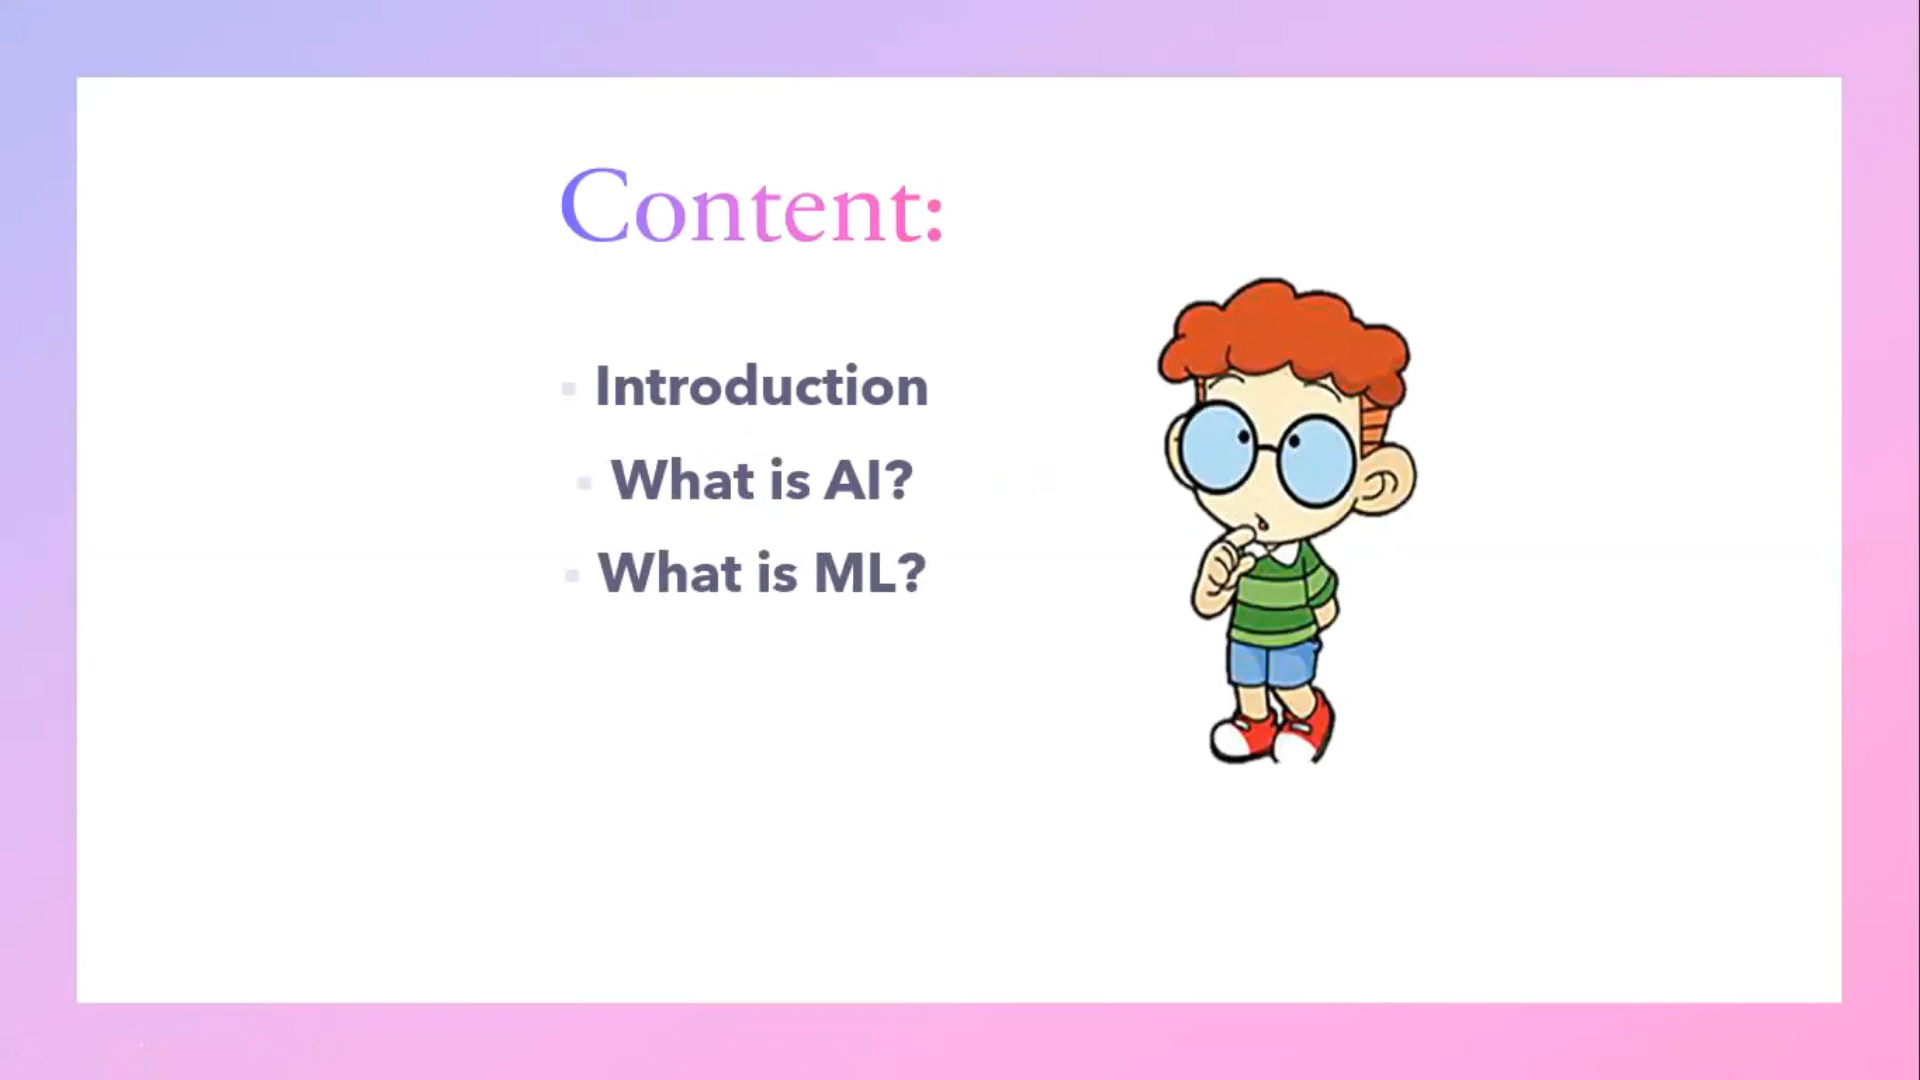 Content:
Introduction
What is AI?
What is ML?